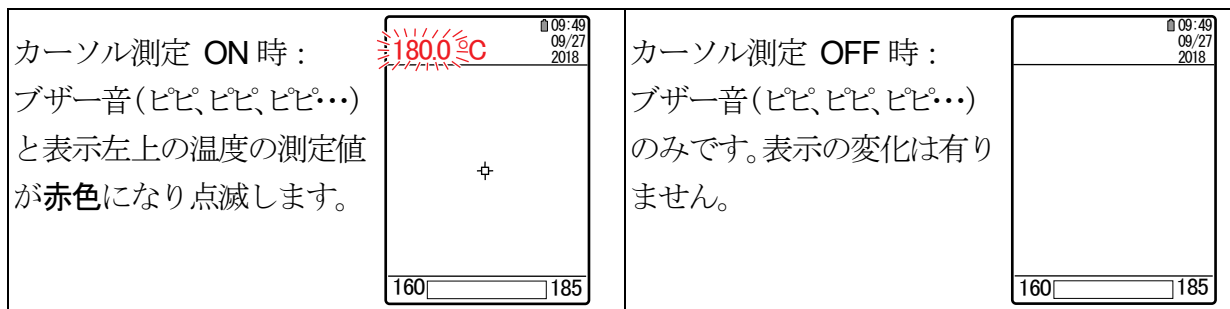 カーソル測定 ON 時：
ブザー音（ピピ、ピピ、ピピ･･･）
と表示左上の温度の測定値
が赤色になり点滅します。
09:49
180.0 ℃
09/27
2018
160
185
カーソル測定 OFF 時：
ブザー音（ピピ、ピピ、ピピ･･･）
のみです。表示の変化は有り
ません。
09:49
09/27
2018
160
185